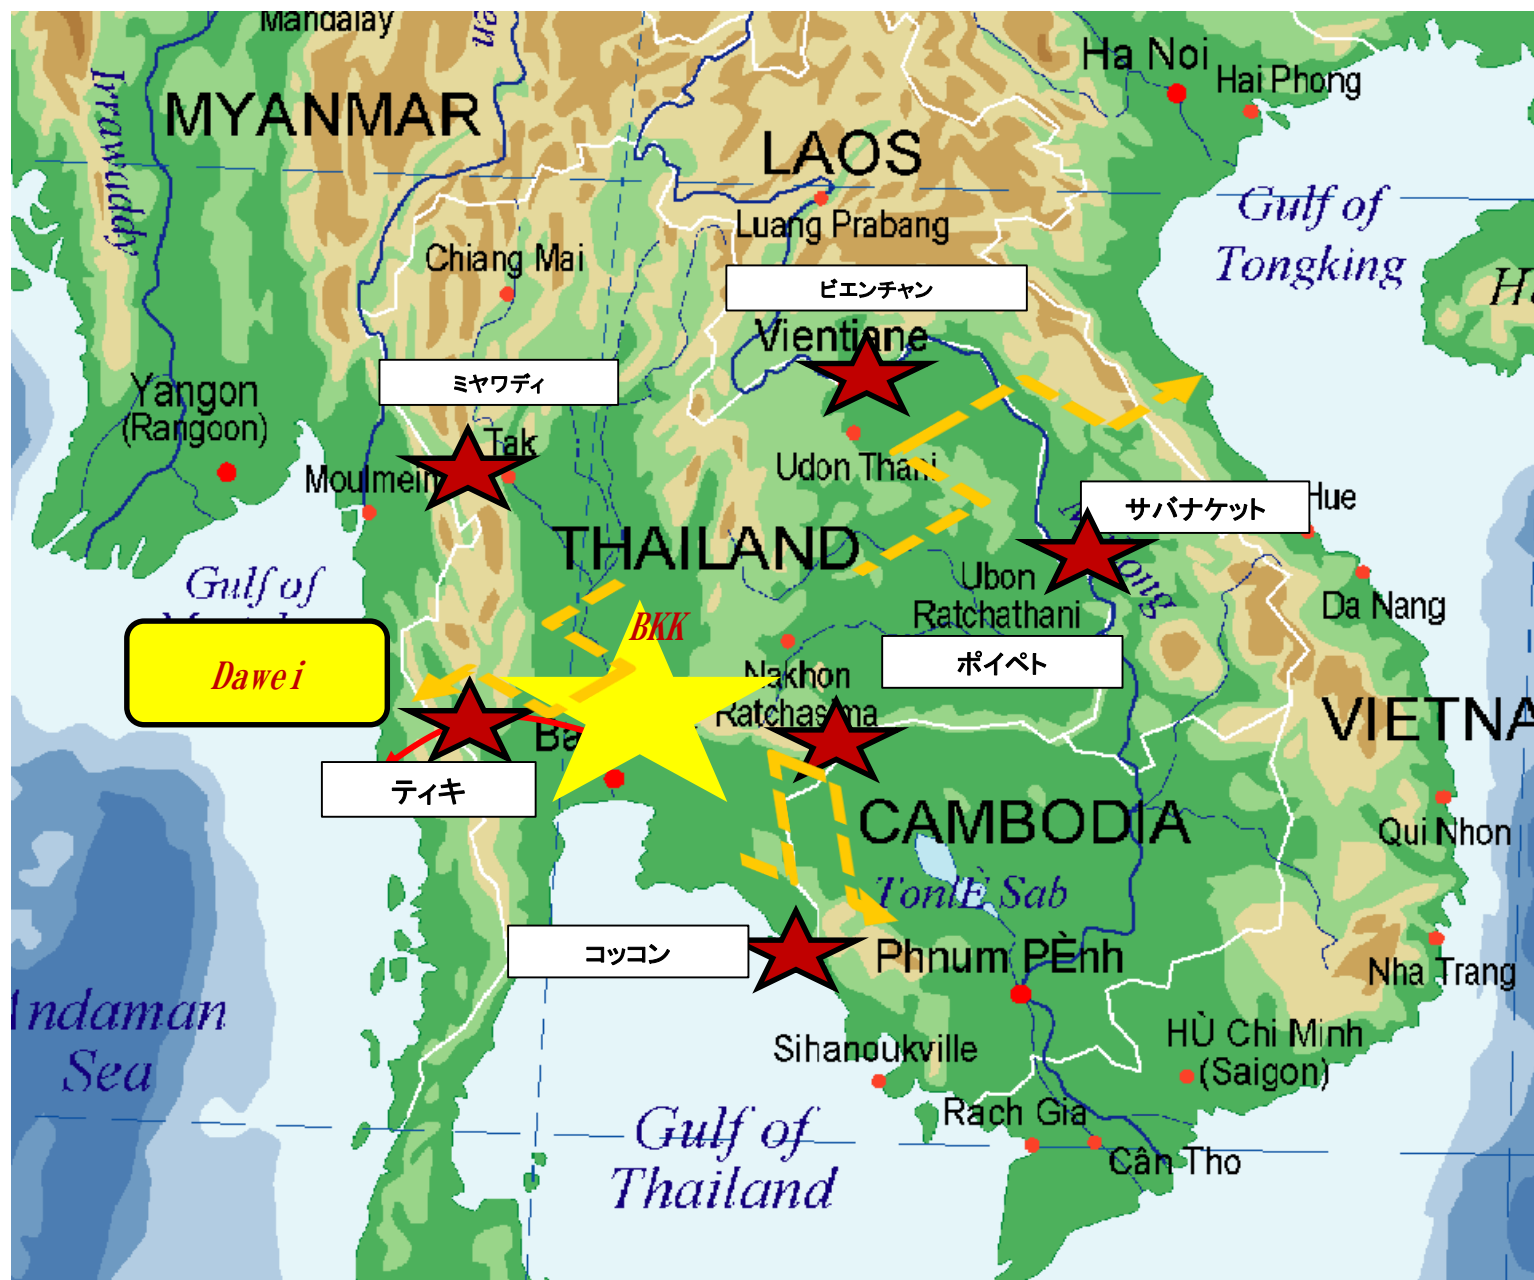 Mandalay
Ha Noi
Hai Phong
MYANMAR
LAOS
Irrawaddy
Gulf of
Tongking
Luang Prabang
Chiang Mai
ビエンチャン
Vientiane
ミヤワディ
Yangon
(Rangoon)
Tak
Moulmein
Udon Thani
サバナケット
Hue
THAILAND
Ubon
Ratchathani
Da Nang
Gulf of
BKK
Dawei
ポイペト
Nakhon
Ratchasima
VIETNA
Ba
ティキ
CAMBODIA
Qui Nhon
TonlÈ Sab
コッコン
Phnum PÈnh
Nha Trang
Andaman
Sea
Sihanoukville
HÙ Chi Minh
(Saigon)
Rach Gia
Cân Tho
Gulf of
Thailand